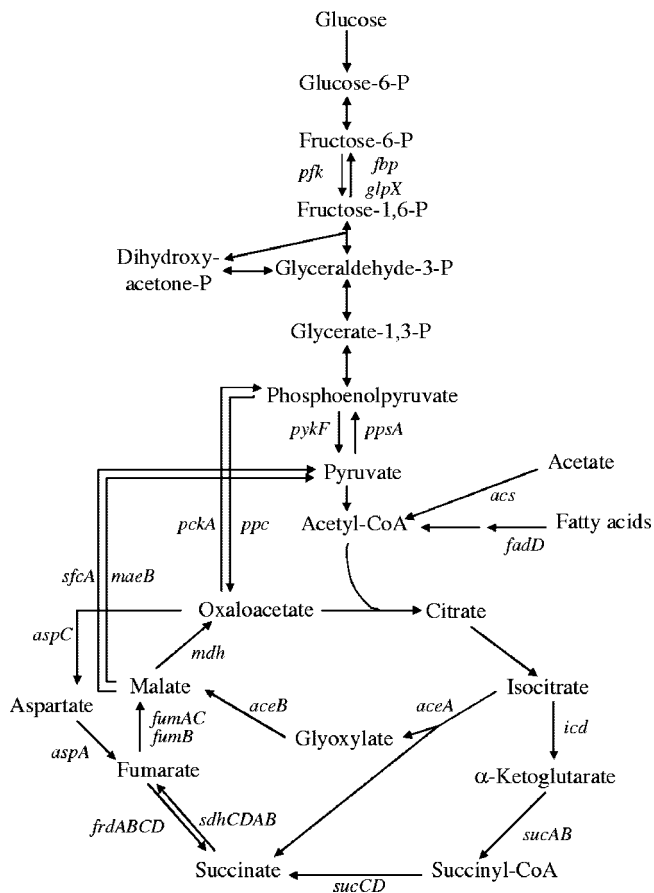 Glucose
Glucose-6-P
Fructose-6-P
pfk
fbp
glpX
Fructose-1,6-P
Dihydroxy-
acetone-P
Glyceraldehyde-3-P
Glycerate-1,3-P
Phosphoenolpyruvate
pykF
ppsA
Pyruvate
Acetate
acs
Acetyl-CoA
Fatty acids
fadD
pckA
ppc
sfcA
maeB
Oxaloacetate
Citrate
aspC
mdh
Malate
Isocitrate
Aspartate
aceB
aceA
fumAC
fumB
Glyoxylate
icd
aspA
Fumarate
α-Ketoglutarate
frdABCD
sdhCDAB
sucAB
Succinate
Succinyl-CoA
sucCD